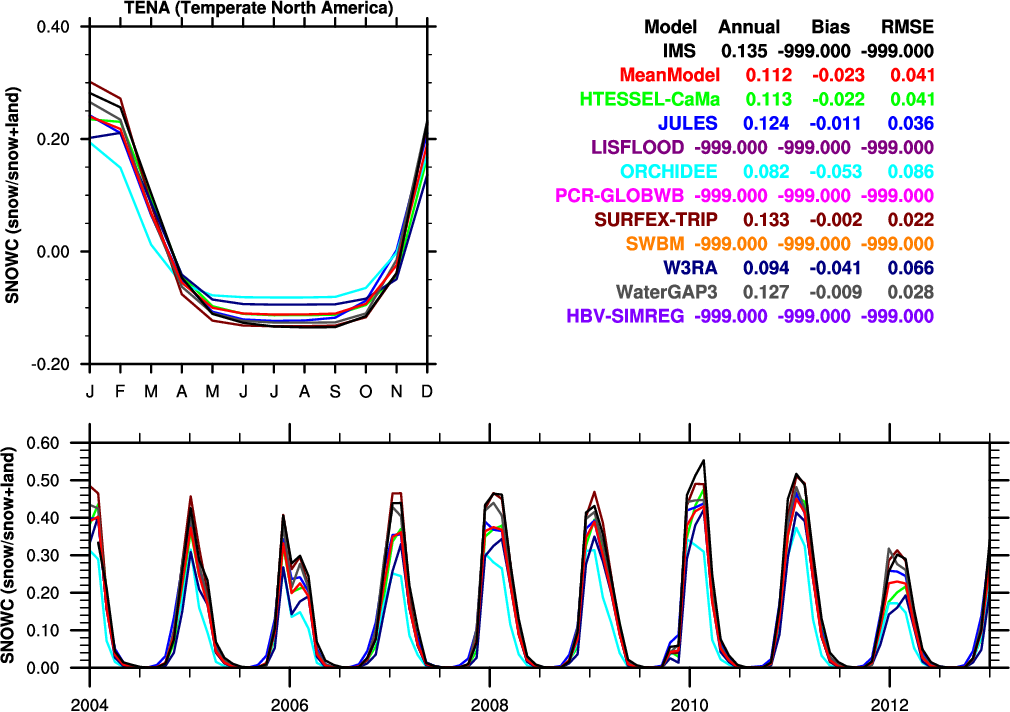 TENA (Temperate North America)
0.40
0.20
0.00
-0.20
SNOWC (snow/snow+land)
J F M A M J J A S O N D
Model Annual Bias RMSE
IMS 0.135 -999.000 -999.000
MeanModel 0.112 -0.023 0.041
HTESSEL-CaMa 0.113 -0.022 0.041
JULES 0.124 -0.011 0.036
LISFLOOD -999.000 -999.000 -999.000
ORCHIDEE 0.082 -0.053 0.086
PCR-GLOBWB -999.000 -999.000 -999.000
SURFEX-TRIP 0.133 -0.002 0.022
SWBM -999.000 -999.000 -999.000
W3RA 0.094 -0.041 0.066
WaterGAP3 0.127 -0.009 0.028
HBV-SIMREG -999.000 -999.000 -999.000
0.60
0.50
0.40
0.30
0.20
0.10
0.00
SNOWC (snow/snow+land)
2004 2006 2008 2010 2012